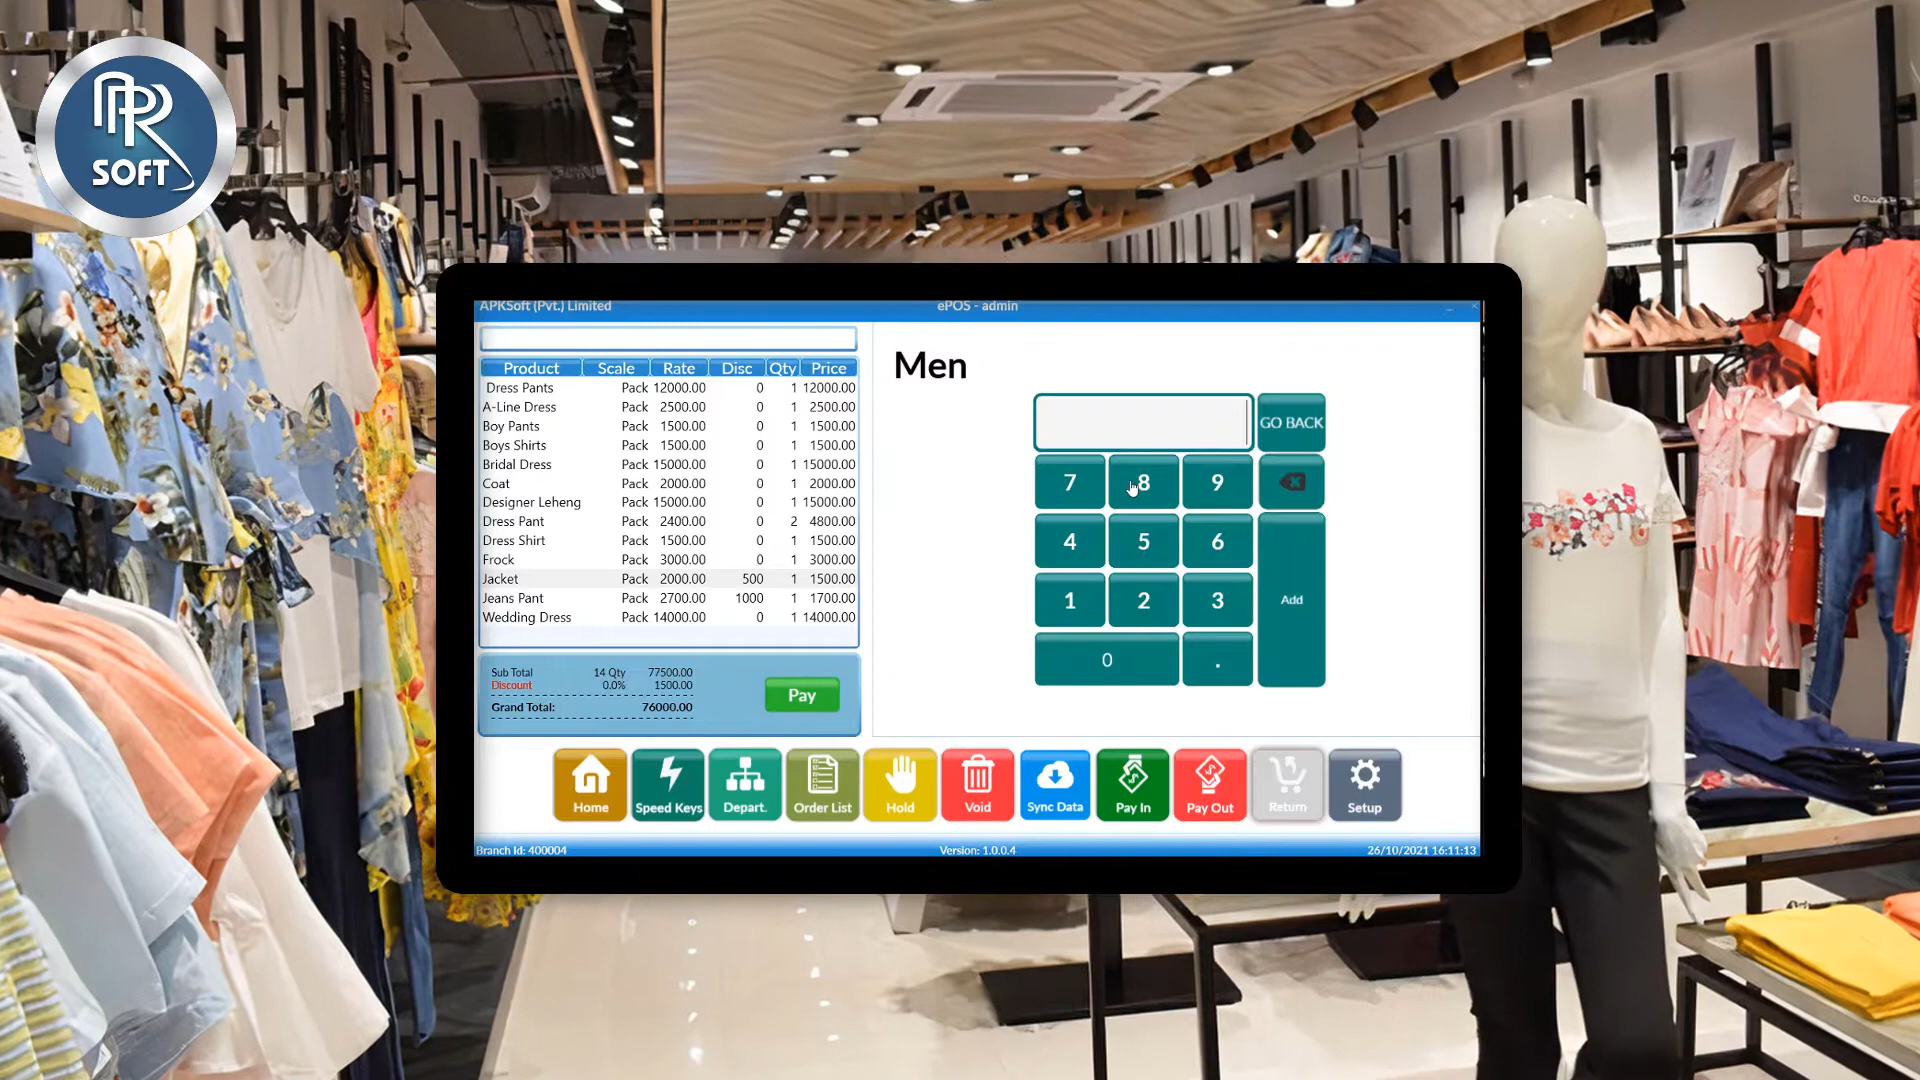 APR
SOFT
APKSoft (Pvt.) Limited ePOS - admin
Product Scale Rate Disc Qty Price
Dress Pants Pack 12000.00 0 1 12000.00
A-Line Dress Pack 2500.00 0 1 2500.00
Boy Pants Pack 1500.00 0 1 1500.00
Boys Shirts Pack 1500.00 0 1 1500.00
Bridal Dress Pack 15000.00 0 1 15000.00
Coat Pack 2000.00 0 1 2000.00
Designer Leheng Pack 15000.00 0 1 15000.00
Dress Pant Pack 2400.00 0 2 4800.00
Dress Shirt Pack 1500.00 0 1 1500.00
Frock Pack 3000.00 0 1 3000.00
Jacket Pack 2000.00 500 1 1500.00
Jeans Pant Pack 2700.00 1000 1 1700.00
Wedding Dress Pack 14000.00 0 1 14000.00
Sub Total 14 Qty 77500.00
Discount 0.0% 1500.00
Grand Total: 76000.00
Pay
Men
GO BACK
7 8 9
4 5 6
1 2 3
Add
0 .
Home Speed Keys Depart. Order List Hold Void Sync Data Pay In Pay Out Return Setup
Branch Id: 400004 Version: 1.0.0.4 26/10/2021 16:11:13